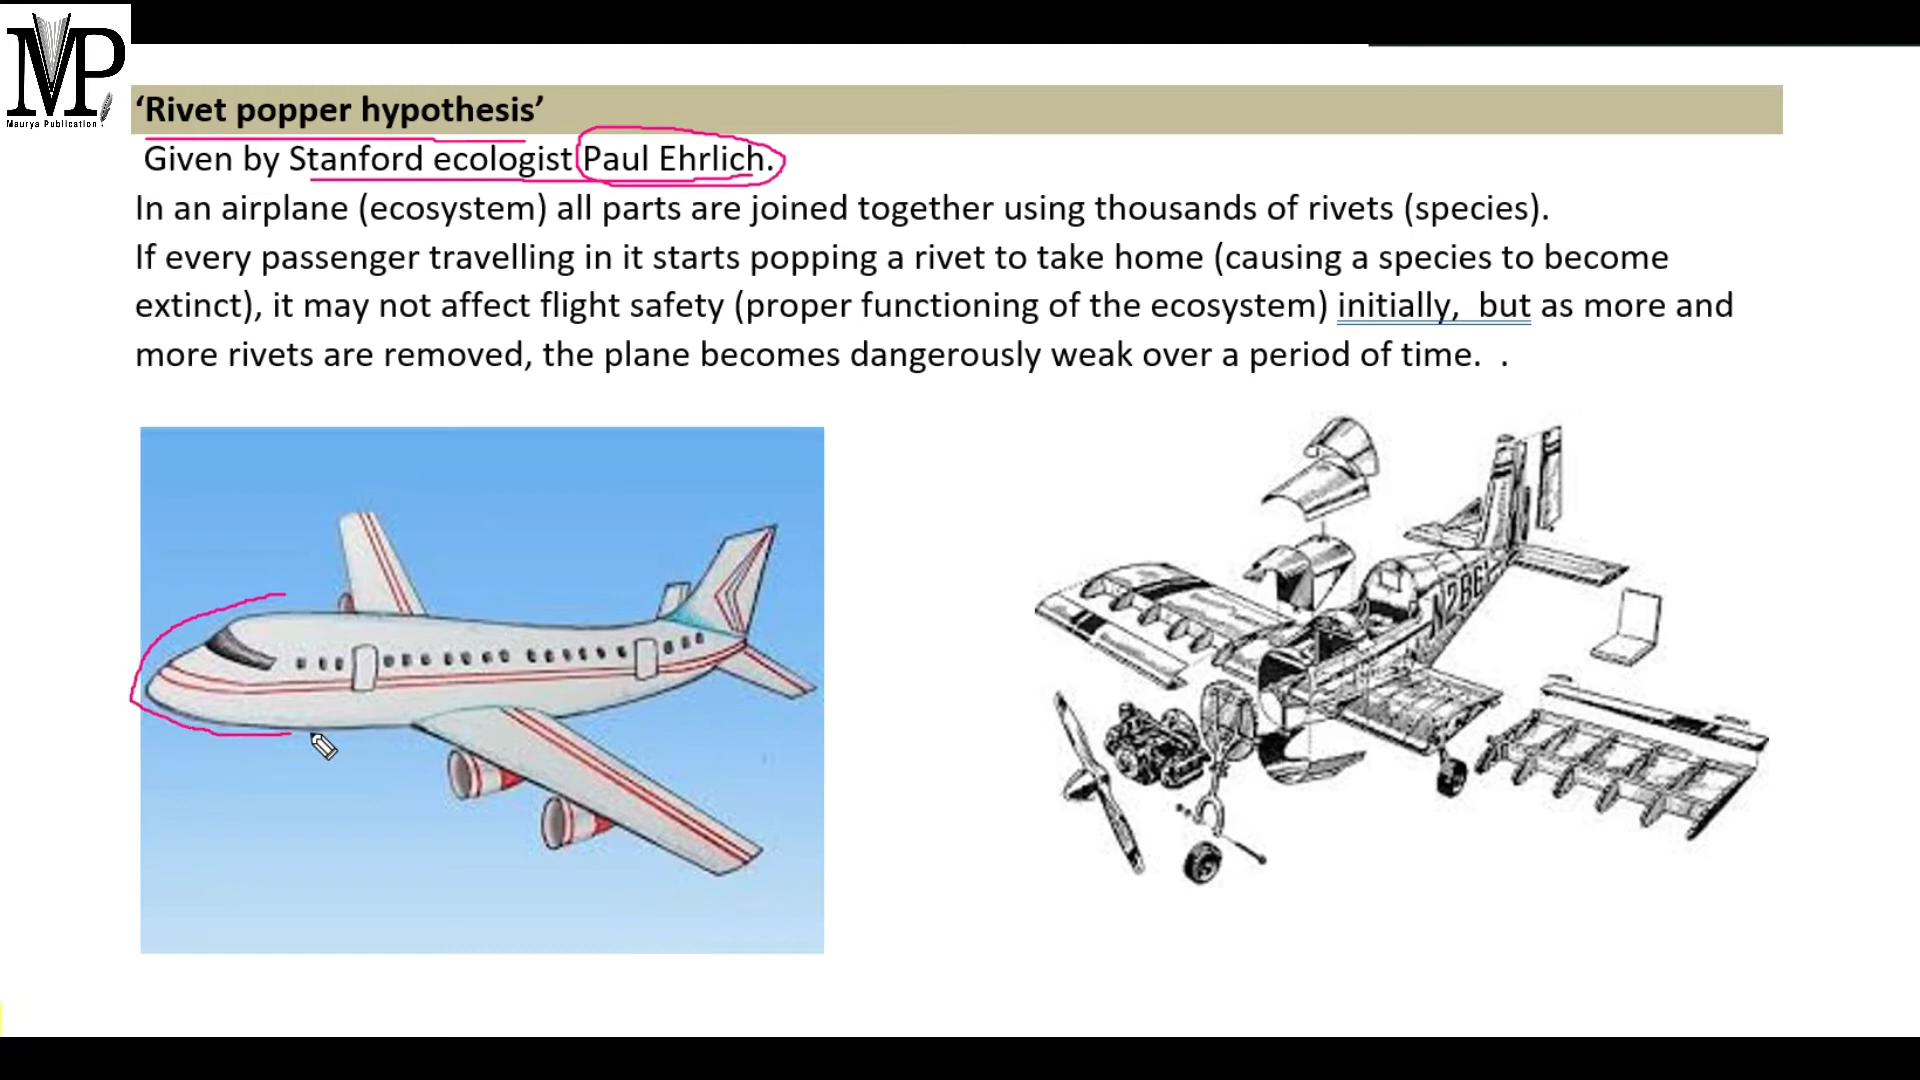 MP
Maurya Publication
‘Rivet popper hypothesis’
Given by Stanford ecologist Paul Ehrlich.
In an airplane (ecosystem) all parts are joined together using thousands of rivets (species).
If every passenger travelling in it starts popping a rivet to take home (causing a species to become
extinct), it may not affect flight safety (proper functioning of the ecosystem) initially,  but as more and
more rivets are removed, the plane becomes dangerously weak over a period of time.  .